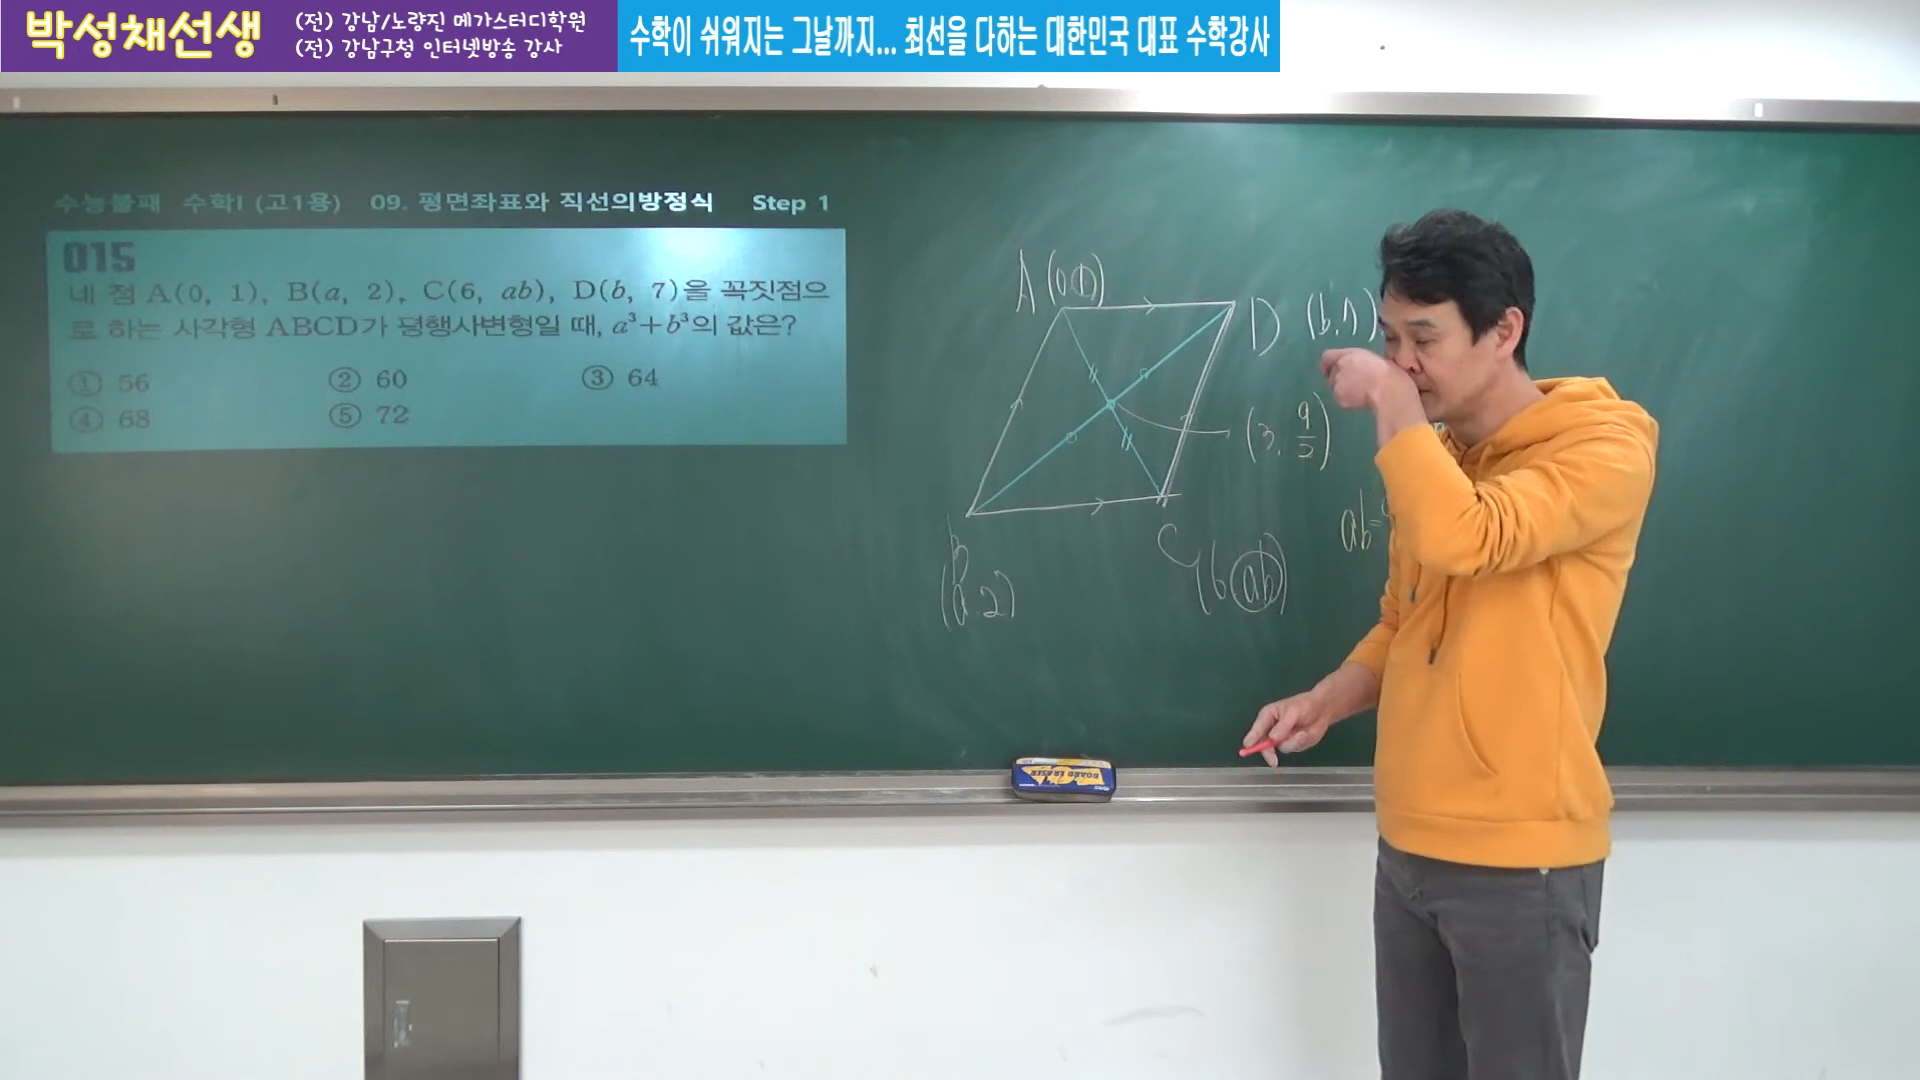 박성채선생
(전) 강남/노량진 메가스터디학원
(전) 강남구청 인터넷방송 강사
수학이 쉬워지는 그날까지... 최선을 다하는 대한민국 대표 수학강사
수능불패 수학I (고1용) 09. 평면좌표와 직선의방정식 Step 1
015
네 점 A(0, 1), B(a, 2), C(6, ab), D(b, 7)을 꼭짓점으
로 하는 사각형 ABCD가 평행사변형일 때, a³+b³의 값은?
① 56 ② 60 ③ 64
④ 68 ⑤ 72
A(0,1)
D (b,7)
(3, 9/2)
ab=
B
(a,2)
C
(6,ab)
BOARD ERASER